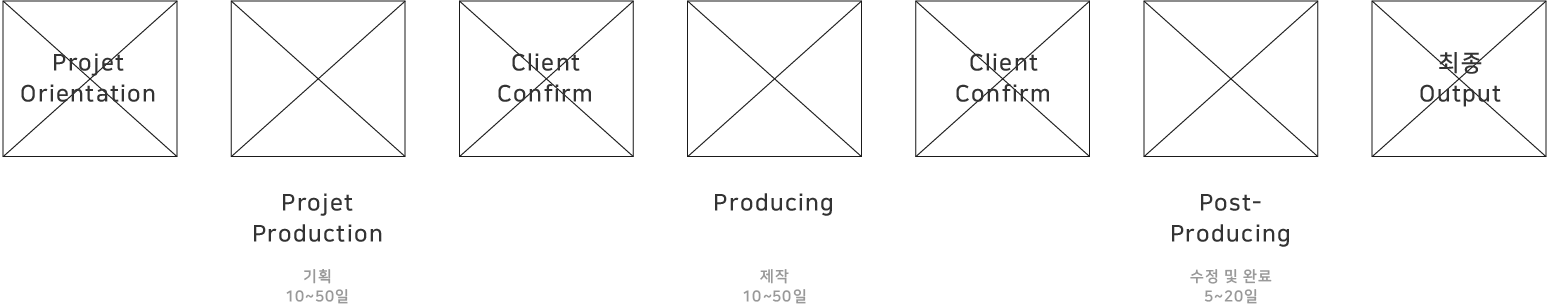 Projet
Orientation
Client
Confirm
Client
Confirm
최종
Output
Projet
Production
기획
10~50일
Producing
제작
10~50일
Post-
Producing
수정 및 완료
5~20일